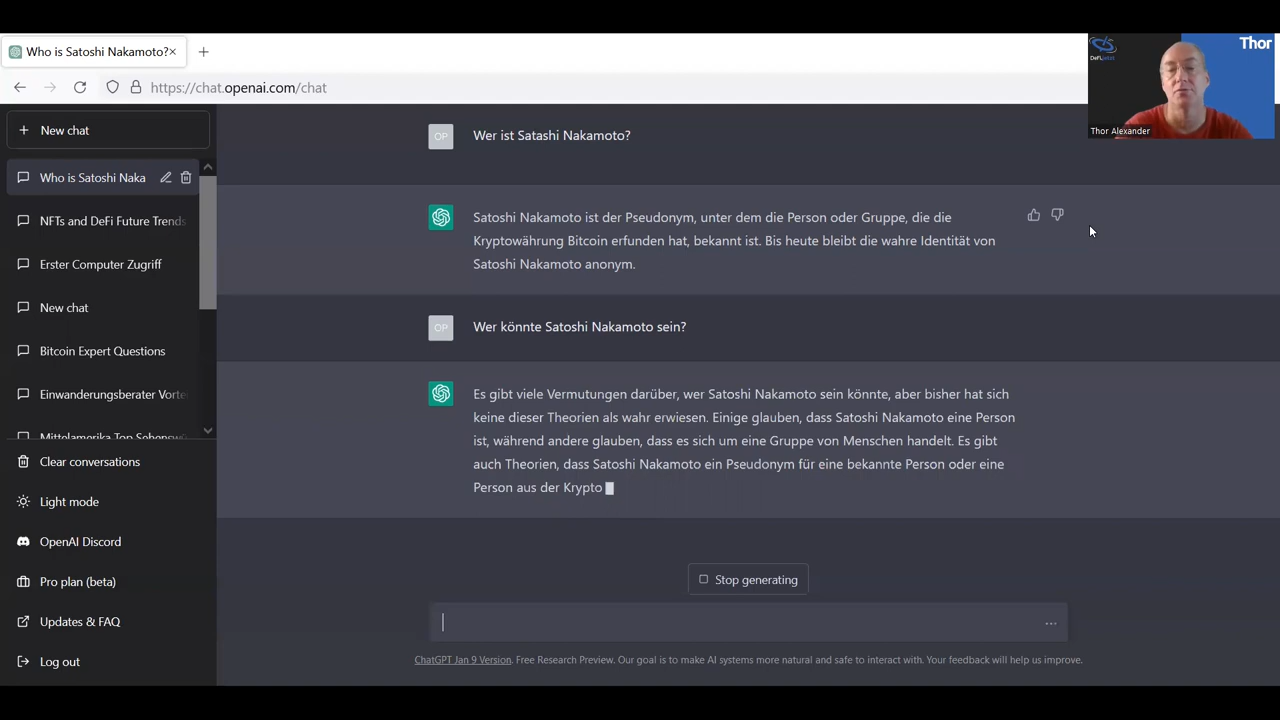 Who is Satoshi Nakamoto?
https://chat.openai.com/chat
Thor
DeFi
Thor Alexander
New chat
Who is Satoshi Naka
NFTs and DeFi Future Trends
Erster Computer Zugriff
New chat
Bitcoin Expert Questions
Einwanderungsberater Vorte
Mittelamerika Top Sehenswü
Clear conversations
Light mode
OpenAI Discord
Pro plan (beta)
Updates & FAQ
Log out
OP
Wer ist Satashi Nakamoto?
Satoshi Nakamoto ist der Pseudonym, unter dem die Person oder Gruppe, die die
Kryptowährung Bitcoin erfunden hat, bekannt ist. Bis heute bleibt die wahre Identität von
Satoshi Nakamoto anonym.
OP
Wer könnte Satoshi Nakamoto sein?
Es gibt viele Vermutungen darüber, wer Satoshi Nakamoto sein könnte, aber bisher hat sich
keine dieser Theorien als wahr erwiesen. Einige glauben, dass Satoshi Nakamoto eine Person
ist, während andere glauben, dass es sich um eine Gruppe von Menschen handelt. Es gibt
auch Theorien, dass Satoshi Nakamoto ein Pseudonym für eine bekannte Person oder eine
Person aus der Krypto
Stop generating
ChatGPT Jan 9 Version. Free Research Preview. Our goal is to make AI systems more natural and safe to interact with. Your feedback will help us improve.